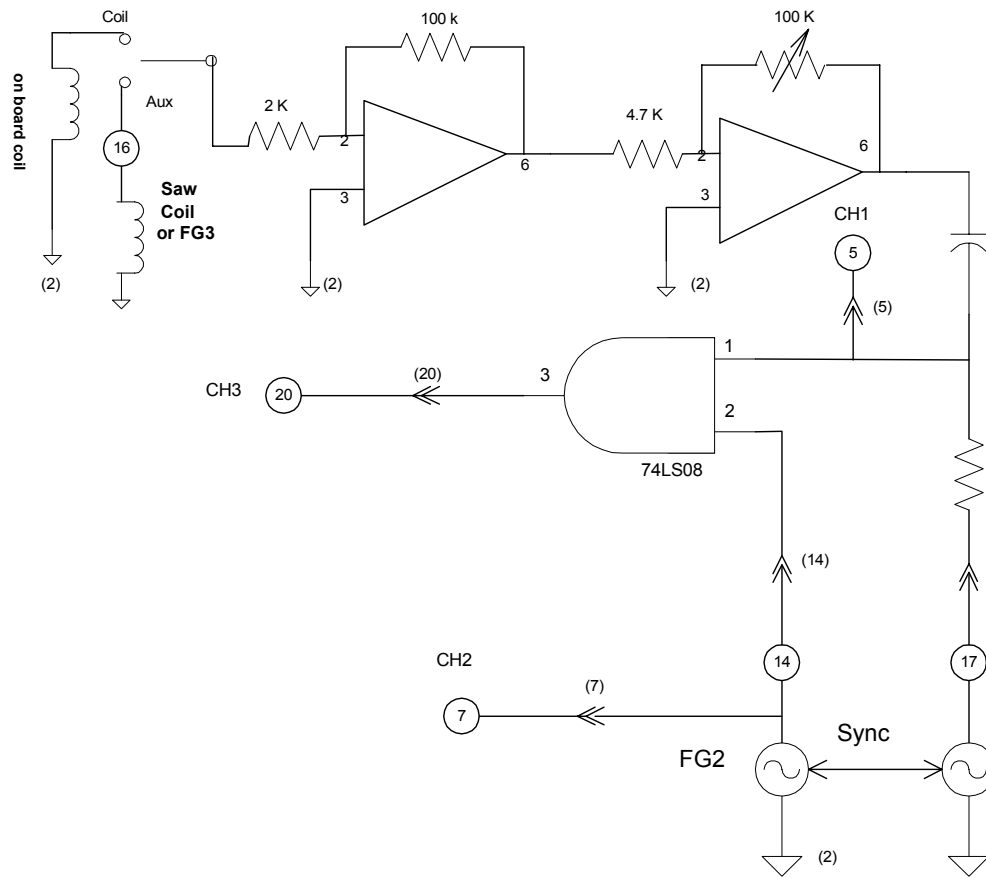 Coil
on board coil
Aux
16
Saw
Coil
or FG3
(2)
2 K
100 k
2
3
6
(2)
4.7 K
100 K
2
3
6
(2)
CH1
5
(5)
1
2
3
74LS08
(20)
CH3
20
(14)
14
17
CH2
7
(7)
FG2
Sync
(2)